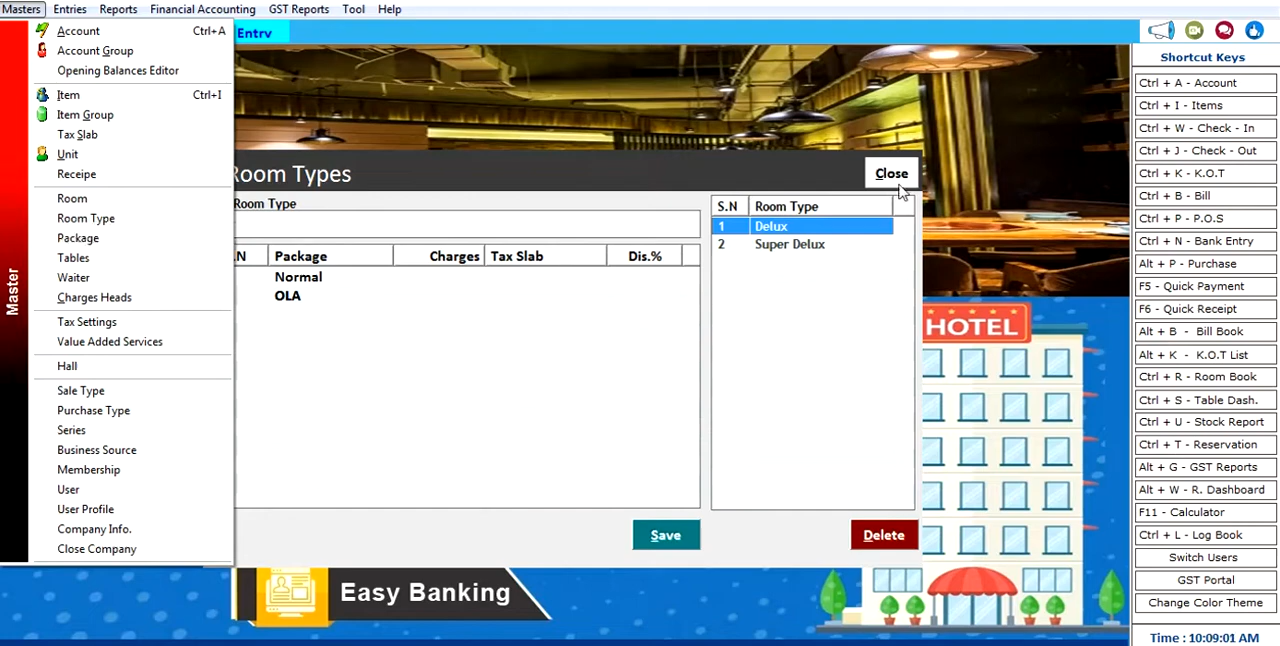 Masters Entries Reports Financial Accounting GST Reports Tool Help
Account Ctrl+A
Account Group
Opening Balances Editor
Item Ctrl+I
Item Group
Tax Slab
Unit
Receipe
Room
Room Type
Package
Tables
Waiter
Charges Heads
Tax Settings
Value Added Services
Hall
Sale Type
Purchase Type
Series
Business Source
Membership
User
User Profile
Company Info.
Close Company
Master
Entry
Room Types
Close
Room Type
.N Package Charges Tax Slab Dis.%
Normal
OLA
S.N Room Type
1 Delux
2 Super Delux
Save
Delete
HOTEL
Easy Banking
Shortcut Keys
Ctrl + A - Account
Ctrl + I - Items
Ctrl + W - Check - In
Ctrl + J - Check - Out
Ctrl + K - K.O.T
Ctrl + B - Bill
Ctrl + P - P.O.S
Ctrl + N - Bank Entry
Alt + P - Purchase
F5 - Quick Payment
F6 - Quick Receipt
Alt + B - Bill Book
Alt + K - K.O.T List
Ctrl + R - Room Book
Ctrl + S - Table Dash.
Ctrl + U - Stock Report
Ctrl + T - Reservation
Alt + G - GST Reports
Alt + W - R. Dashboard
F11 - Calculator
Ctrl + L - Log Book
Switch Users
GST Portal
Change Color Theme
Time : 10:09:01 AM